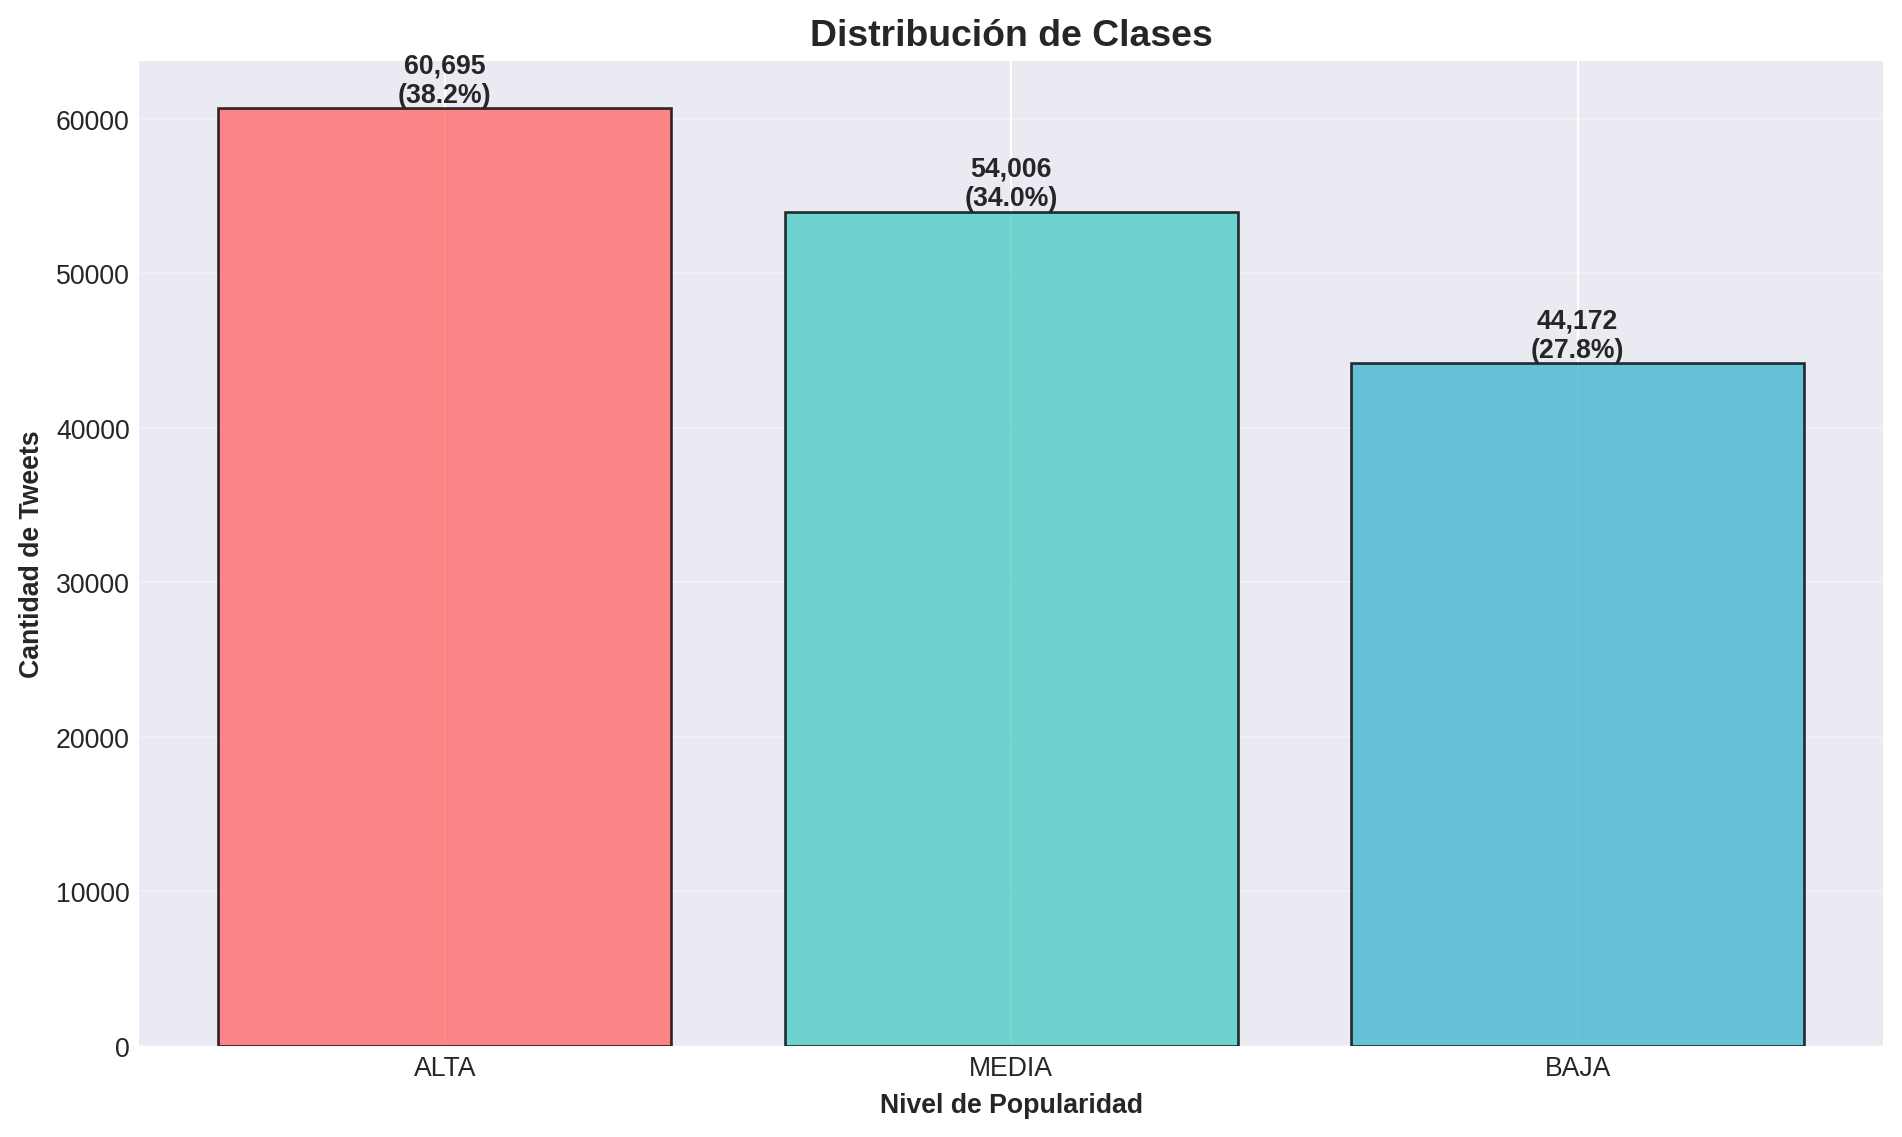 Distribución de Clases
60,695
(38.2%)
54,006
(34.0%)
44,172
(27.8%)
60000
50000
40000
30000
20000
10000
0
Cantidad de Tweets
ALTA
MEDIA
BAJA
Nivel de Popularidad